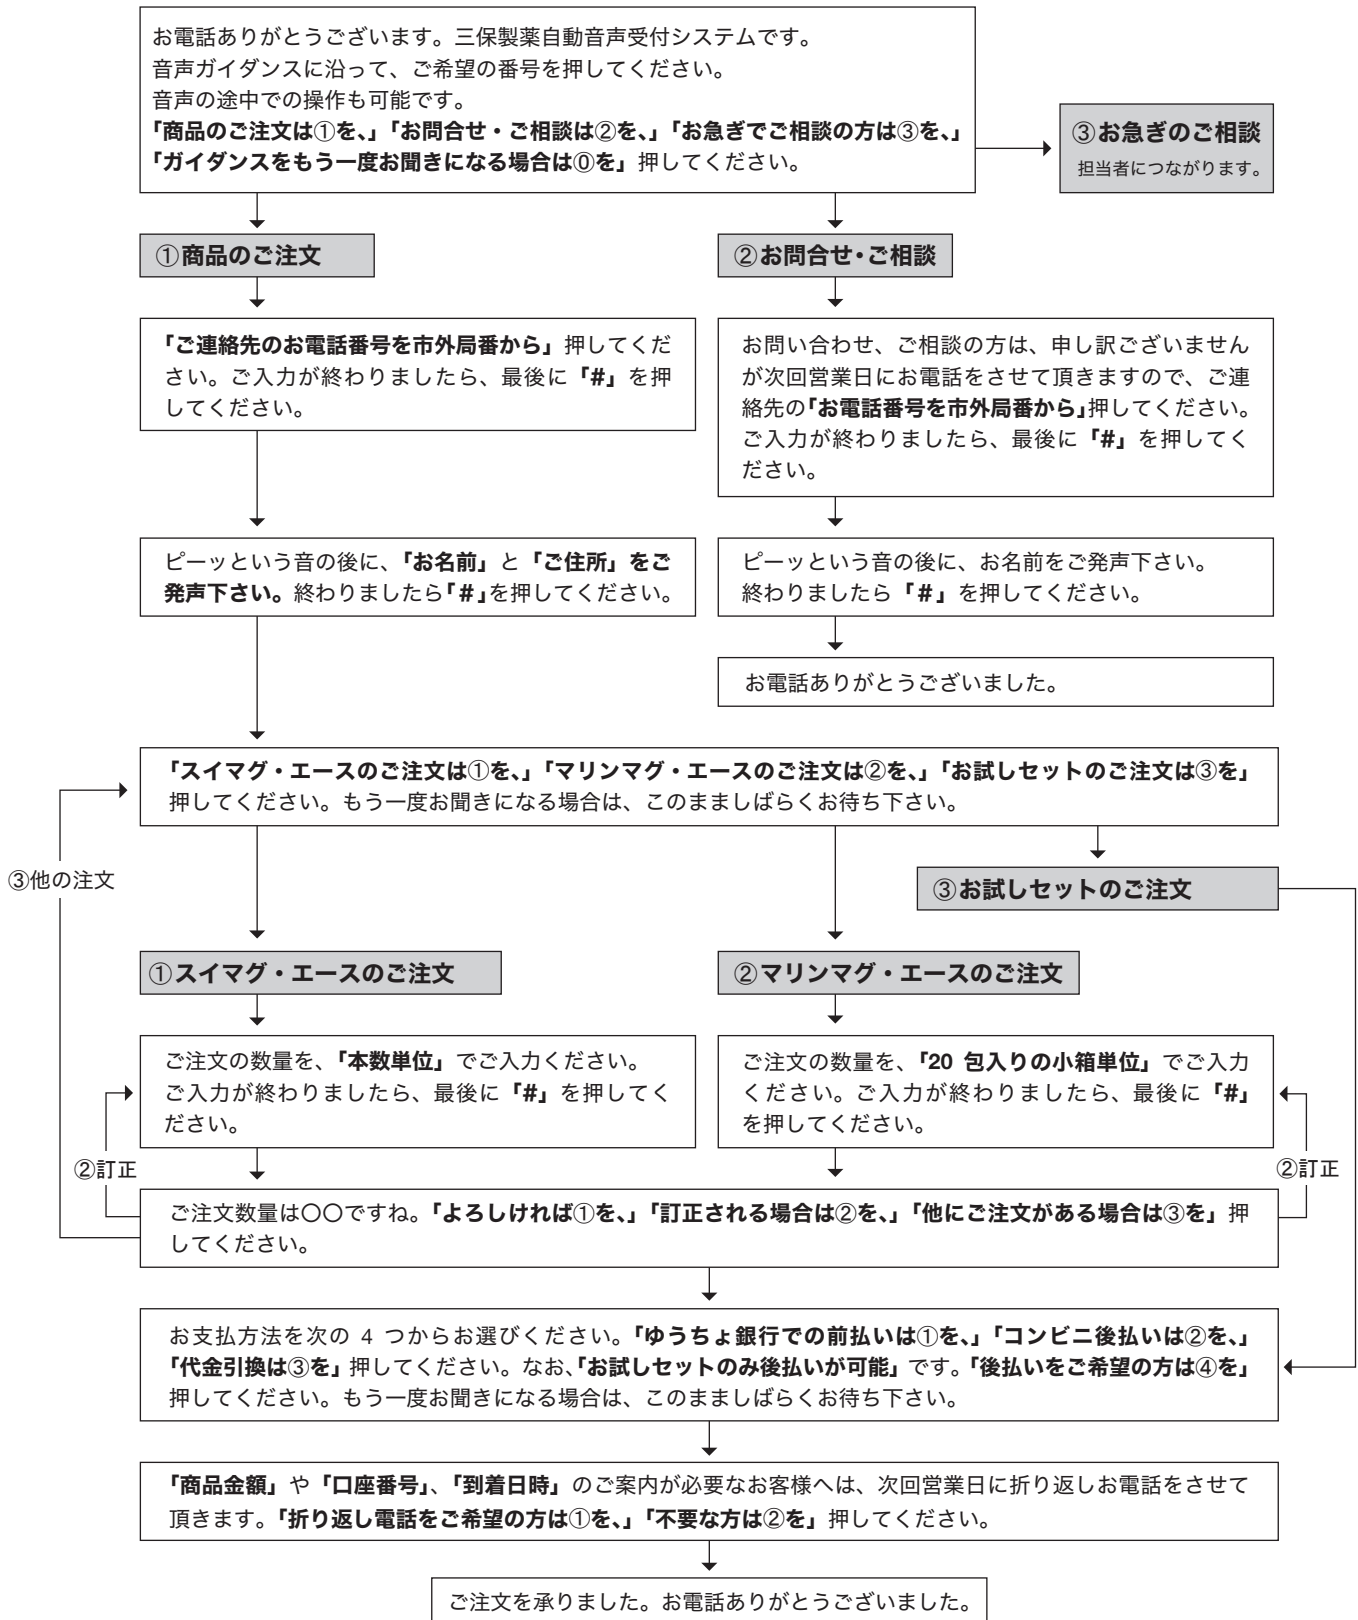 お電話ありがとうございます。三保製薬自動音声受付システムです。
音声ガイダンスに沿って、ご希望の番号を押してください。
音声の途中での操作も可能です。
「商品のご注文は①を、」「お問合せ・ご相談は②を、」「お急ぎでご相談の方は③を、」
「ガイダンスをもう一度お聞きになる場合は⓪を」押してください。
③お急ぎのご相談
担当者につながります。
①商品のご注文
②お問合せ・ご相談
「ご連絡先のお電話番号を市外局番から」押してくだ
さい。ご入力が終わりましたら、最後に「#」を押
してください。
お問い合わせ、ご相談の方は、申し訳ございません
が次回営業日にお電話をさせて頂きますので、ご連
絡先の「お電話番号を市外局番から」押してください。
ご入力が終わりましたら、最後に「#」を押してく
ださい。
ピーッという音の後に、「お名前」と「ご住所」をご
発声下さい。終わりましたら「#」を押してください。
ピーッという音の後に、お名前をご発声下さい。
終わりましたら「#」を押してください。
お電話ありがとうございました。
「スイマグ・エースのご注文は①を、」「マリンマグ・エースのご注文は②を、」「お試しセットのご注文は③を」
押してください。もう一度お聞きになる場合は、このまましばらくお待ち下さい。
③他の注文
③お試しセットのご注文
①スイマグ・エースのご注文
②マリンマグ・エースのご注文
ご注文の数量を、「本数単位」でご入力ください。
ご入力が終わりましたら、最後に「#」を押してく
ださい。
ご注文の数量を、「20 包入りの小箱単位」でご入力
ください。ご入力が終わりましたら、最後に「#」
を押してください。
②訂正
②訂正
ご注文数量は〇〇ですね。「よろしければ①を、」「訂正される場合は②を、」「他にご注文がある場合は③を」押
してください。
お支払方法を次の 4 つからお選びください。「ゆうちょ銀行での前払いは①を、」「コンビニ後払いは②を、」
「代金引換は③を」押してください。なお、「お試しセットのみ後払いが可能」です。「後払いをご希望の方は④を」
押してください。もう一度お聞きになる場合は、このまましばらくお待ち下さい。
「商品金額」や「口座番号」、「到着日時」のご案内が必要なお客様へは、次回営業日に折り返しお電話をさせて
頂きます。「折り返し電話をご希望の方は①を、」「不要な方は②を」押してください。
ご注文を承りました。お電話ありがとうございました。